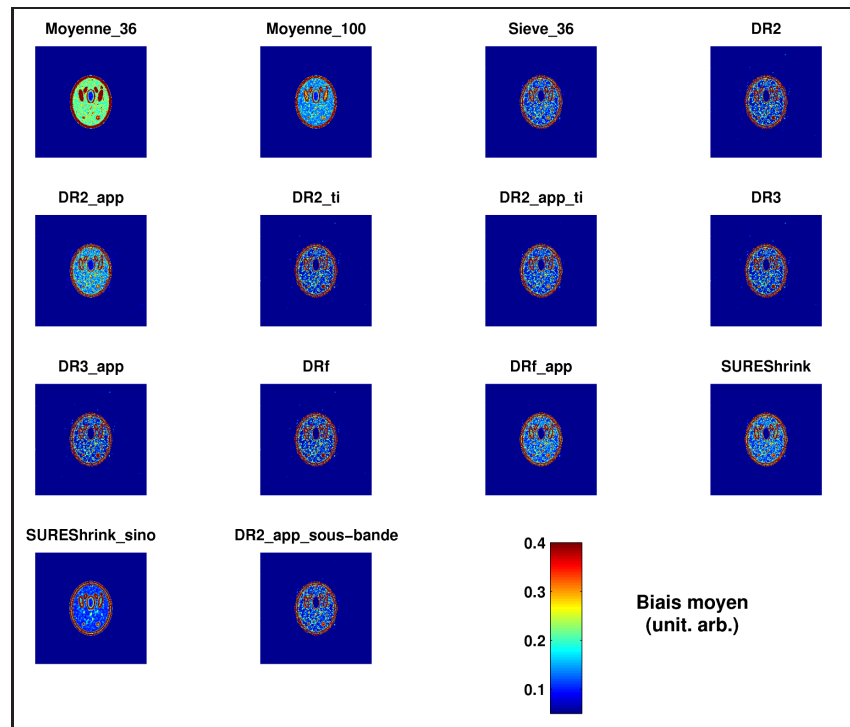 Moyenne_36
Moyenne_100
Sieve_36
DR2
DR2_app
DR2_ti
DR2_app_ti
DR3
DR3_app
DRf
DRf_app
SUREShrink
SUREShrink_sino
DR2_app_sous-bande
0.4
0.3
0.2
0.1
Biais moyen
(unit. arb.)